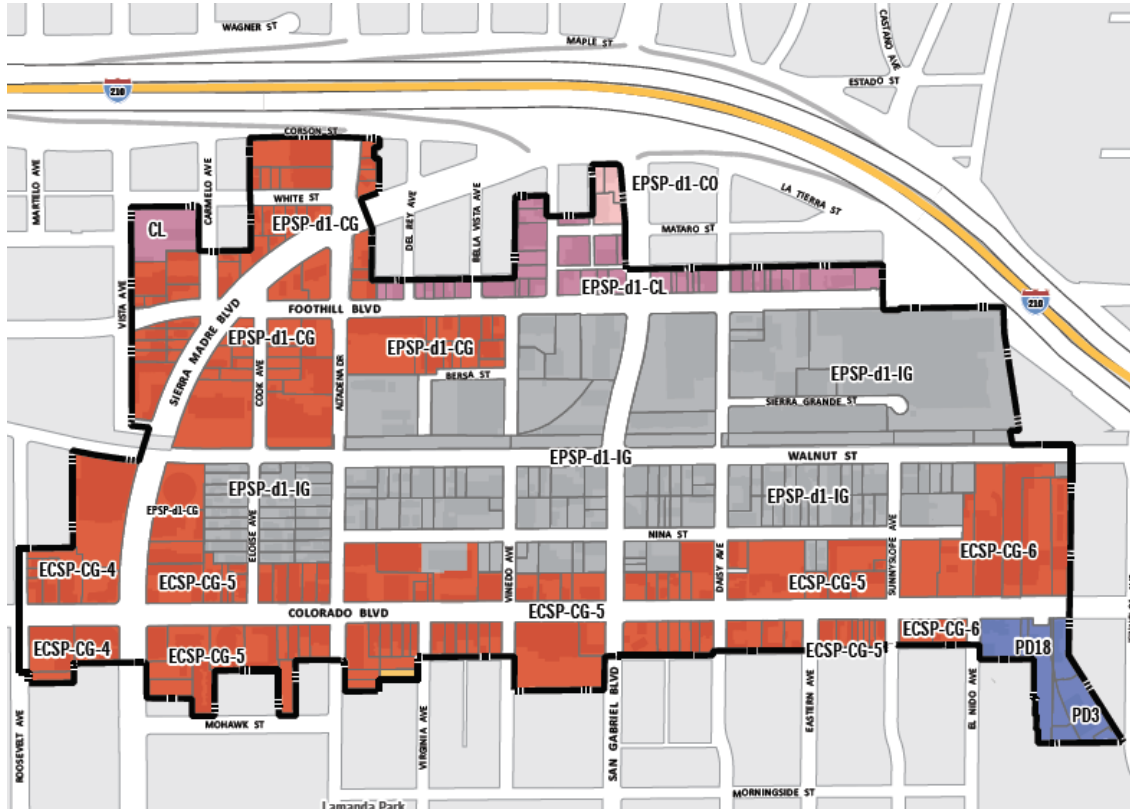 WAGNER ST
MAPLE ST
CASTANO AVE
ESTADO ST
210
CORSON ST
MARTELO AVE
CARMELO AVE
WHITE ST
EPSP-d1-CO
LA TIERRA ST
CL
EPSP-d1-CG
DEL REY AVE
BELLA VISTA AVE
MATARO ST
VISTA AVE
EPSP-d1-CL
210
FOOTHILL BLVD
SIERRA MADRE BLVD
EPSP-d1-CG
COOK AVE
ALTADENA DR
EPSP-d1-CG
BERSA ST
EPSP-d1-IG
SIERRA GRANDE ST
EPSP-d1-IG
WALNUT ST
EPSP-d1-CG
EPSP-d1-IG
EPSP-d1-IG
ELOISE AVE
NINA ST
SUNNYSLOPE AVE
ECSP-CG-4
ECSP-CG-5
VINEDO AVE
DAISY AVE
ECSP-CG-5
ECSP-CG-6
COLORADO BLVD
ECSP-CG-5
ECSP-CG-4
ECSP-CG-5
ECSP-CG-5
ECSP-CG-6
PD18
PD3
ROOSEVELT AVE
MOHAWK ST
VIRGINIA AVE
SAN GABRIEL BLVD
EASTERN AVE
EL NIDO AVE
MORNINGSIDE ST
Lamanda Park